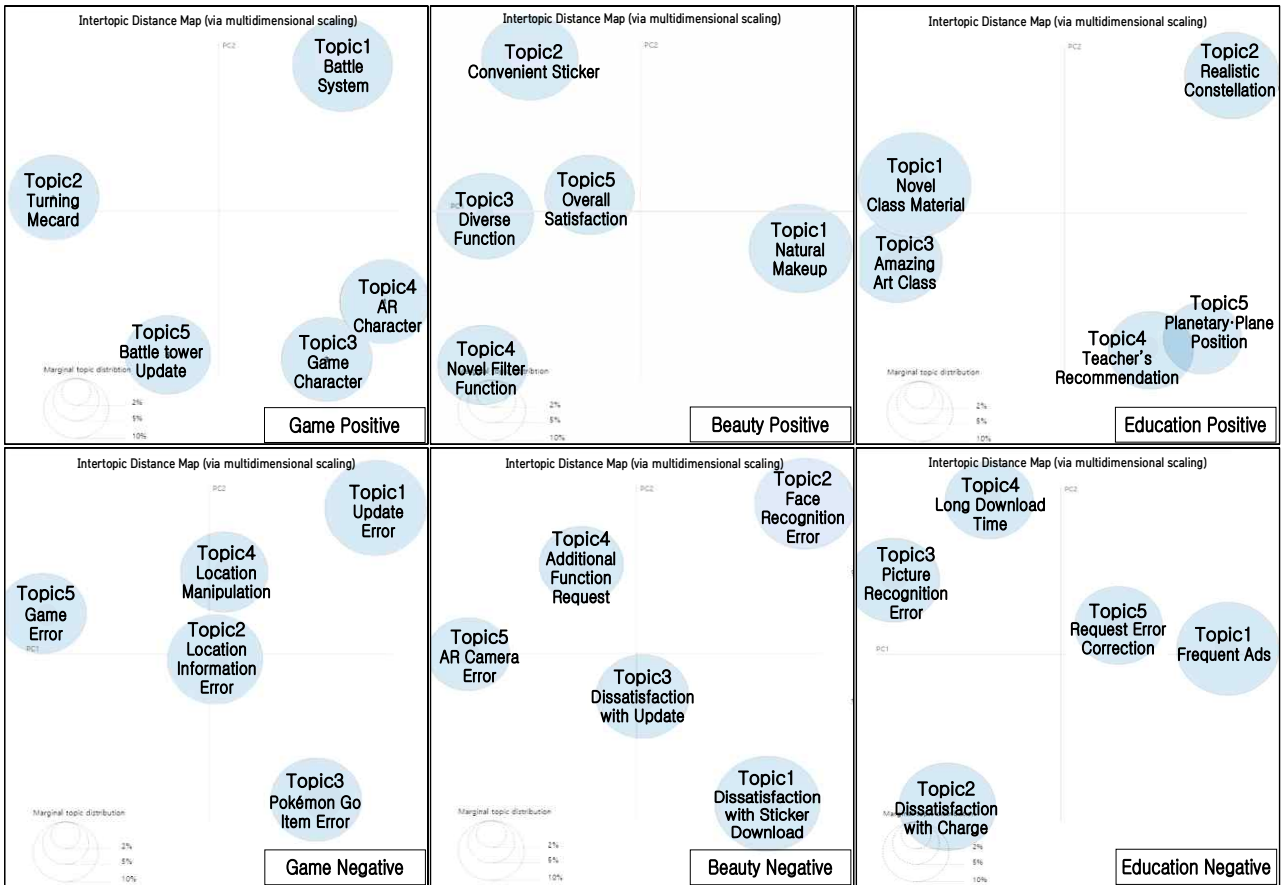 Intertopic Distance Map (via multidimensional scaling)
PC2
Topic1
Battle
System
Topic2
Turning
Mecard
Topic4
AR
Character
Topic3
Game
Character
Topic5
Battle tower
Update
Marginal topic distribtion
2%
5%
10%
Game Positive
Intertopic Distance Map (via multidimensional scaling)
PC2
Topic2
Convenient Sticker
Topic5
Overall
Satisfaction
Topic3
Diverse
Function
Topic1
Natural
Makeup
Topic4
Novel Filter
Function
2%
5%
10%
Beauty Positive
Intertopic Distance Map (via multidimensional scaling)
PC2
Topic2
Realistic
Constellation
Topic1
Novel
Class Material
Topic3
Amazing
Art Class
Topic5
Planetary·Plane
Position
Topic4
Teacher's
Recommendation
Marginal topic distribution
2%
5%
10%
Education Positive
Intertopic Distance Map (via multidimensional scaling)
PC2
Topic1
Update
Error
Topic4
Location
Manipulation
Topic5
Game
Error
PC1
Topic2
Location
Information
Error
Topic3
Pokémon Go
Item Error
Marginal topic distribution
2%
5%
10%
Game Negative
Intertopic Distance Map (via multidimensional scaling)
PC2
Topic2
Face
Recognition
Error
Topic4
Additional
Function
Request
Topic5
AR Camera
Error
Topic3
Dissatisfaction
with Update
Topic1
Dissatisfaction
with Sticker
Download
Marginal topic distribution
2%
5%
10%
Beauty Negative
Intertopic Distance Map (via multidimensional scaling)
PC2
Topic4
Long Download
Time
Topic3
Picture
Recognition
Error
Topic5
Request Error
Correction
Topic1
Frequent Ads
PC1
Topic2
Dissatisfaction
with Charge
2%
5%
10%
Education Negative